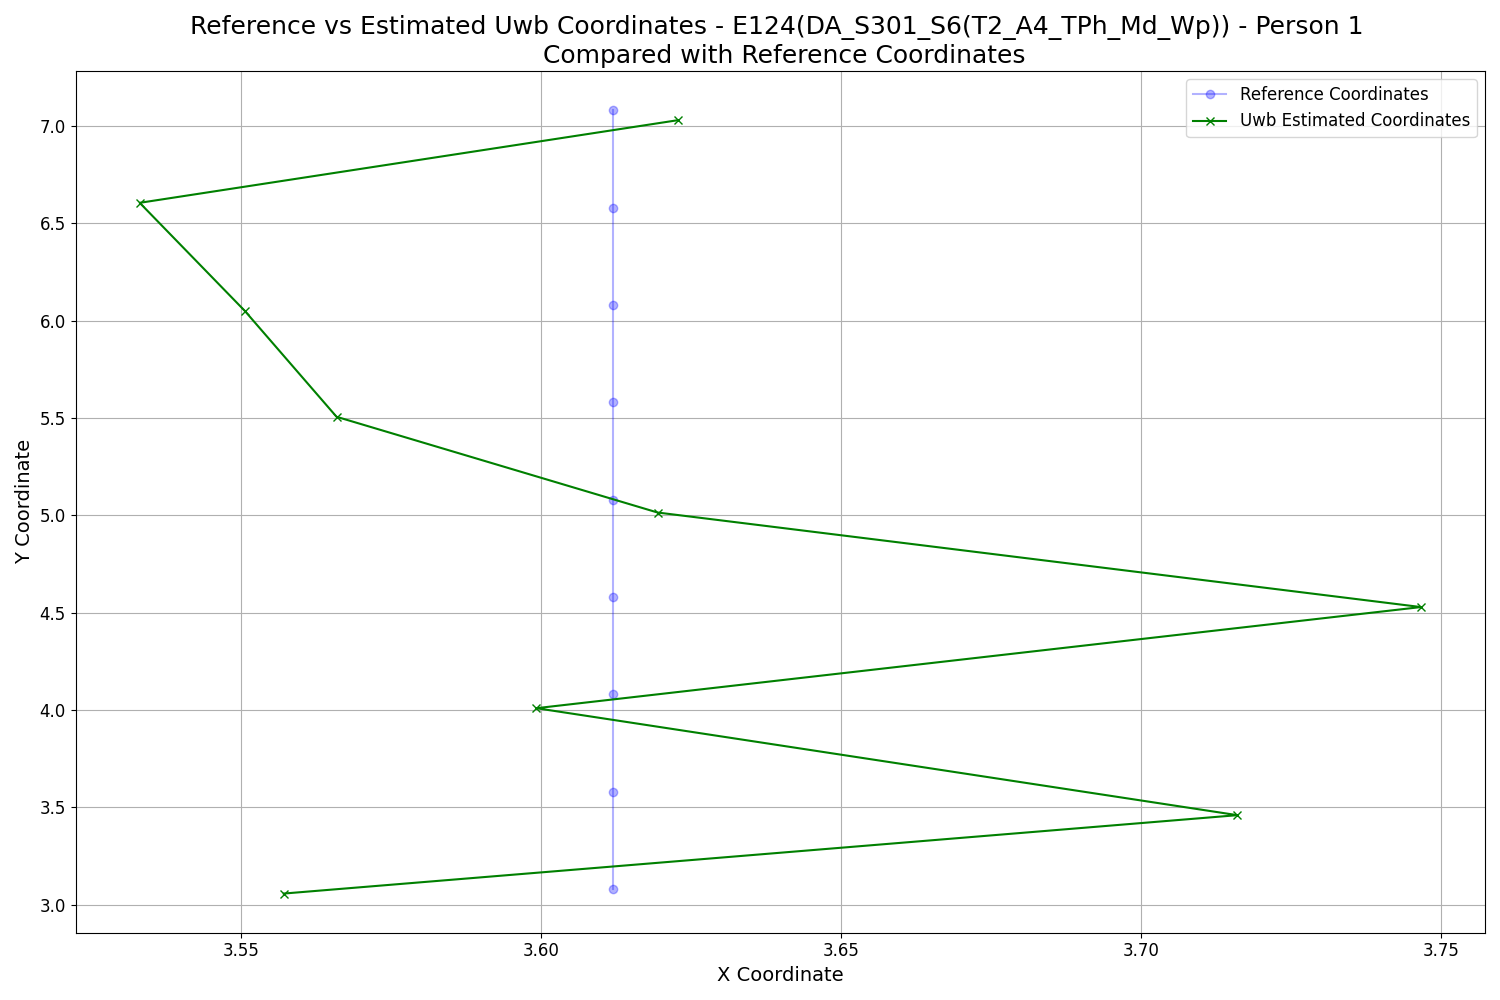 Reference vs Estimated Uwb Coordinates - E124(DA_S301_S6(T2_A4_TPh_Md_Wp)) - Person 1
Compared with Reference Coordinates
Reference Coordinates
Uwb Estimated Coordinates
7.0
6.5
6.0
5.5
5.0
4.5
4.0
3.5
3.0
Y Coordinate
3.55
3.60
3.65
3.70
3.75
X Coordinate